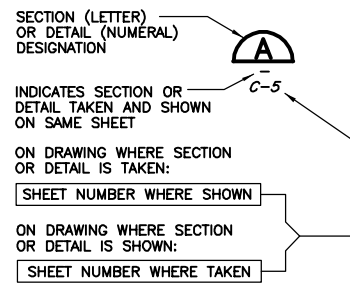 SECTION (LETTER)
OR DETAIL (NUMERAL)
DESIGNATION
A
–
C-5
INDICATES SECTION OR
DETAIL TAKEN AND SHOWN
ON SAME SHEET
ON DRAWING WHERE SECTION
OR DETAIL IS TAKEN:
SHEET NUMBER WHERE SHOWN
ON DRAWING WHERE SECTION
OR DETAIL IS SHOWN:
SHEET NUMBER WHERE TAKEN